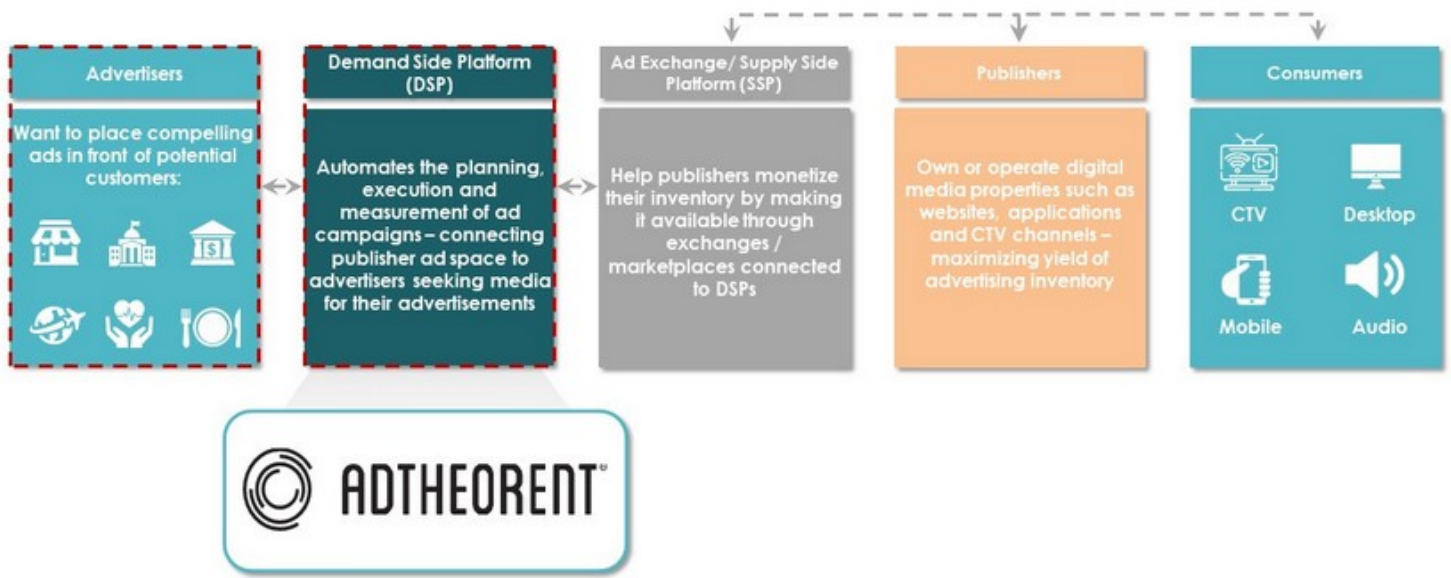 Advertisers
Want to place compelling
ads in front of potential
customers:
$
Demand Side Platform
(DSP)
Automates the planning,
execution and
measurement of ad
campaigns – connecting
publisher ad space to
advertisers seeking media
for their advertisements
Ad Exchange/ Supply Side
Platform (SSP)
Help publishers monetize
their inventory by making
it available through
exchanges /
marketplaces connected
to DSPs
Publishers
Own or operate digital
media properties such as
websites, applications
and CTV channels –
maximizing yield of
advertising inventory
Consumers
CTV
Desktop
Mobile
Audio
ADTHEORENT®